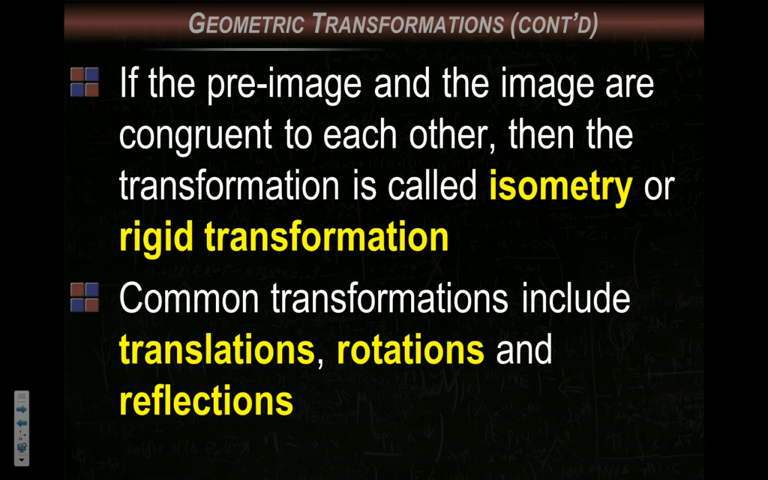 GEOMETRIC TRANSFORMATIONS (CONT'D)
If the pre-image and the image are
congruent to each other, then the
transformation is called isometry or
rigid transformation
Common transformations include
translations, rotations and
reflections